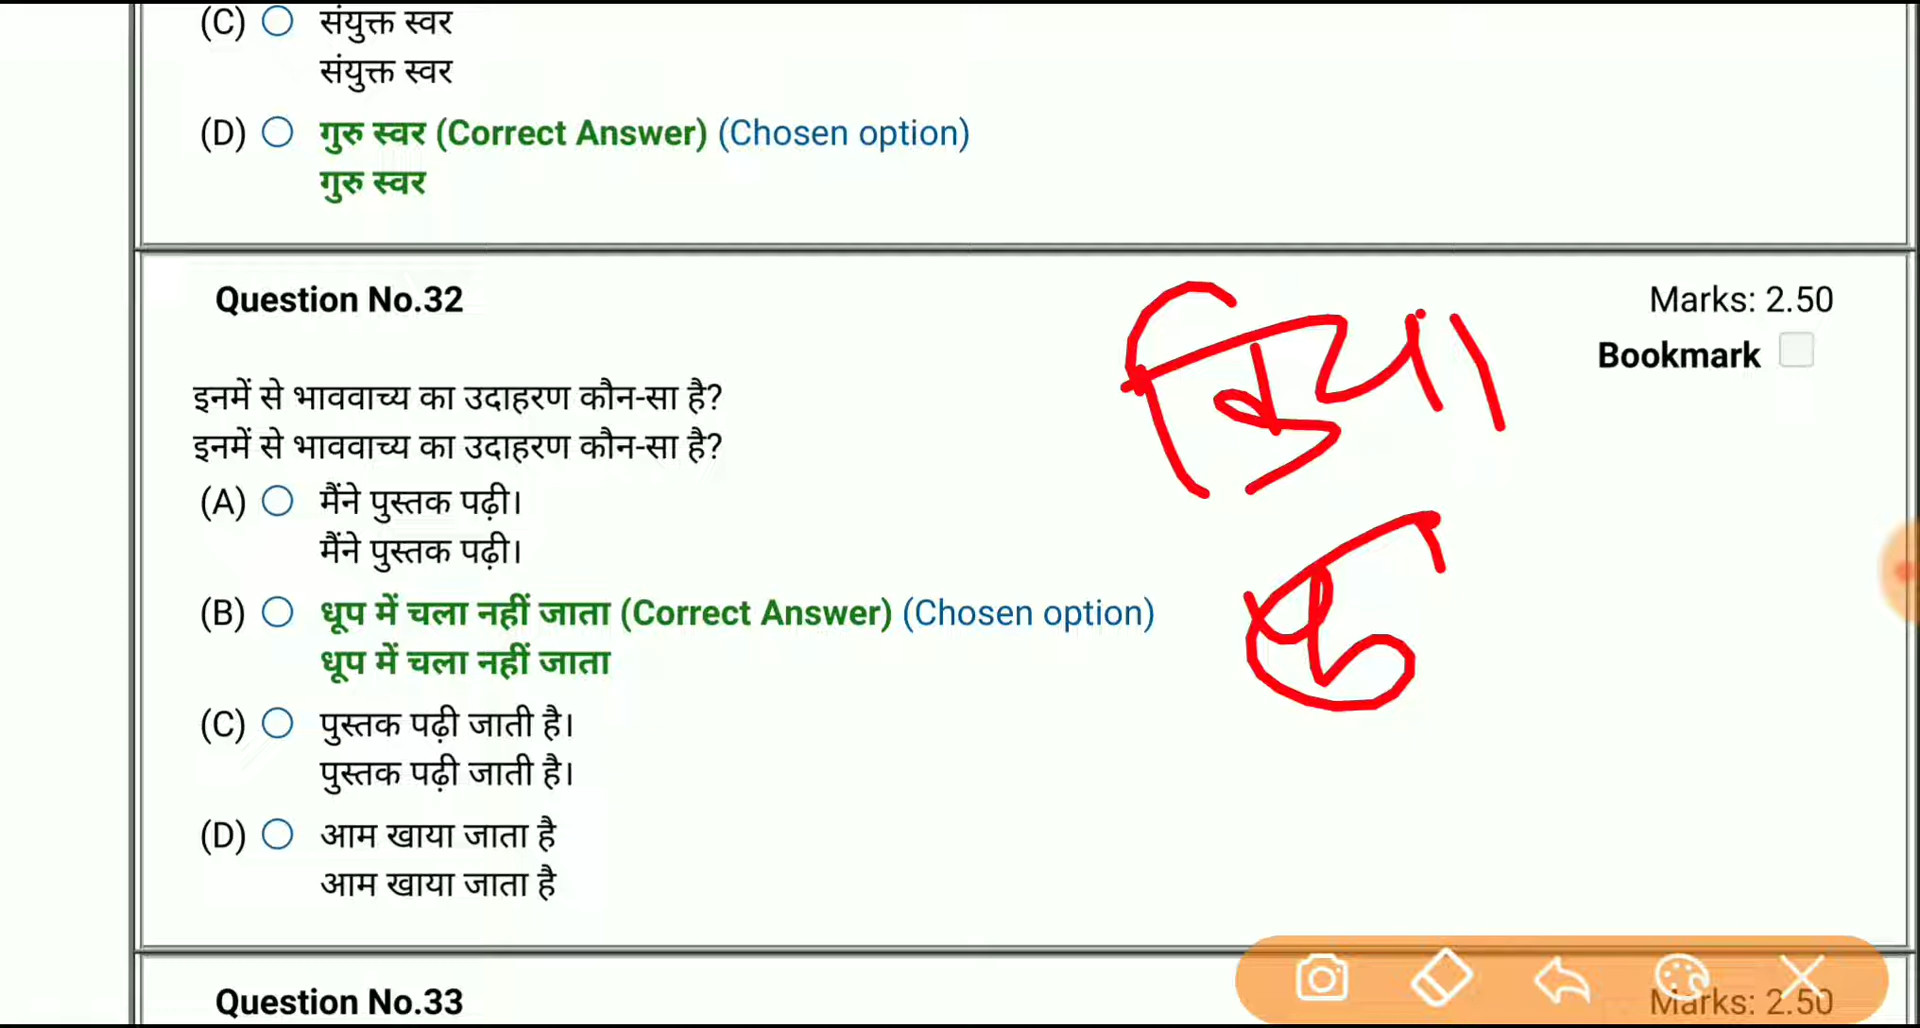 (C) संयुक्त स्वर
संयुक्त स्वर
(D) गुरु स्वर (Correct Answer) (Chosen option)
गुरु स्वर
Question No.32
Marks: 2.50
Bookmark
इनमें से भाववाच्य का उदाहरण कौन-सा है?
इनमें से भाववाच्य का उदाहरण कौन-सा है?
(A) मैंने पुस्तक पढ़ी।
मैंने पुस्तक पढ़ी।
(B) धूप में चला नहीं जाता (Correct Answer) (Chosen option)
धूप में चला नहीं जाता
(C) पुस्तक पढ़ी जाती है।
पुस्तक पढ़ी जाती है।
(D) आम खाया जाता है
आम खाया जाता है
क्रिया
क
Question No.33
Marks: 2.50